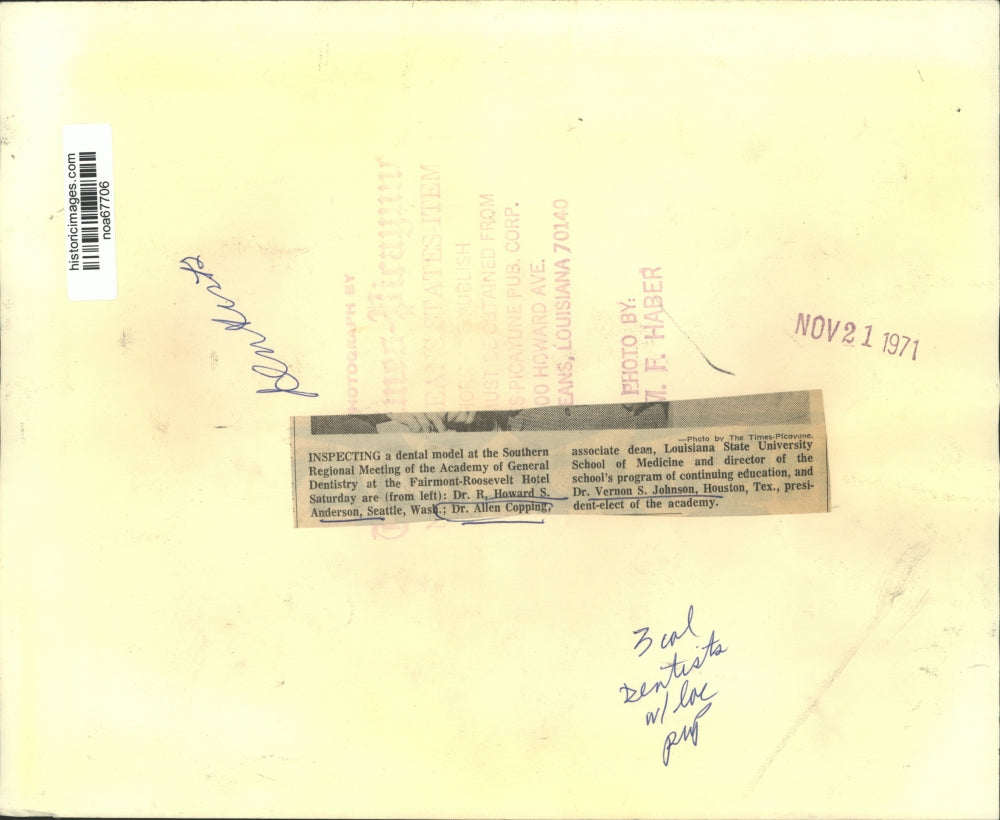 historicimages.com
noa67706
PHOTOGRAPH BY
STATES-ITEM
PUBLISH
OBTAINED FROM
PICAYUNE PUB. CORP.
00 HOWARD AVE.
EANS, LOUISIANA 70140
PHOTO BY:
M. F. HABER
NOV 21 1971
—Photo by The Times-Picayune.
INSPECTING a dental model at the Southern
Regional Meeting of the Academy of General
Dentistry at the Fairmont-Roosevelt Hotel
Saturday are (from left): Dr. R. Howard S.
Anderson, Seattle, Wash.; Dr. Allen Copping,
associate dean, Louisiana State University
School of Medicine and director of the
school's program of continuing education, and
Dr. Vernon S. Johnson, Houston, Tex., presi-
dent-elect of the academy.
3 col
Dentists
w/ loc